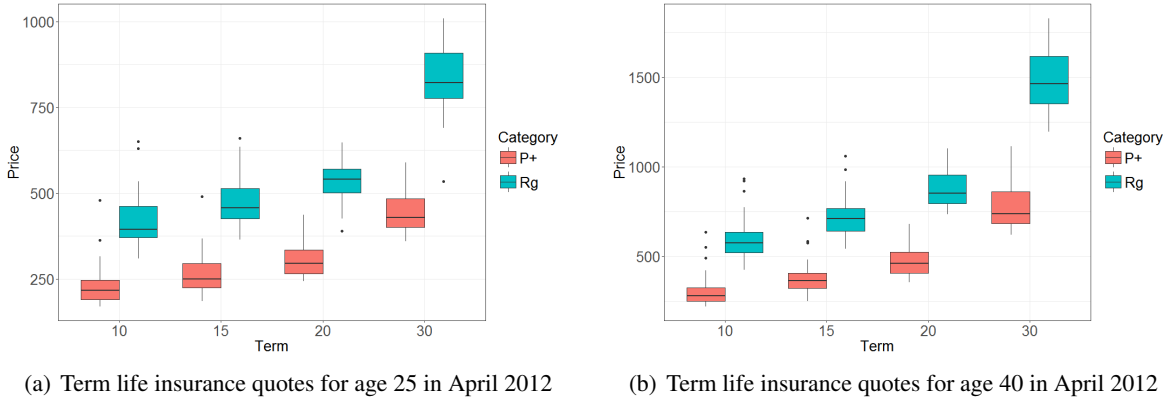 1000
750
500
250
Price
10
15
20
30
Term
Category
P+
Rg
(a) Term life insurance quotes for age 25 in April 2012
1500
1000
500
Price
10
15
20
30
Term
Category
P+
Rg
(b) Term life insurance quotes for age 40 in April 2012